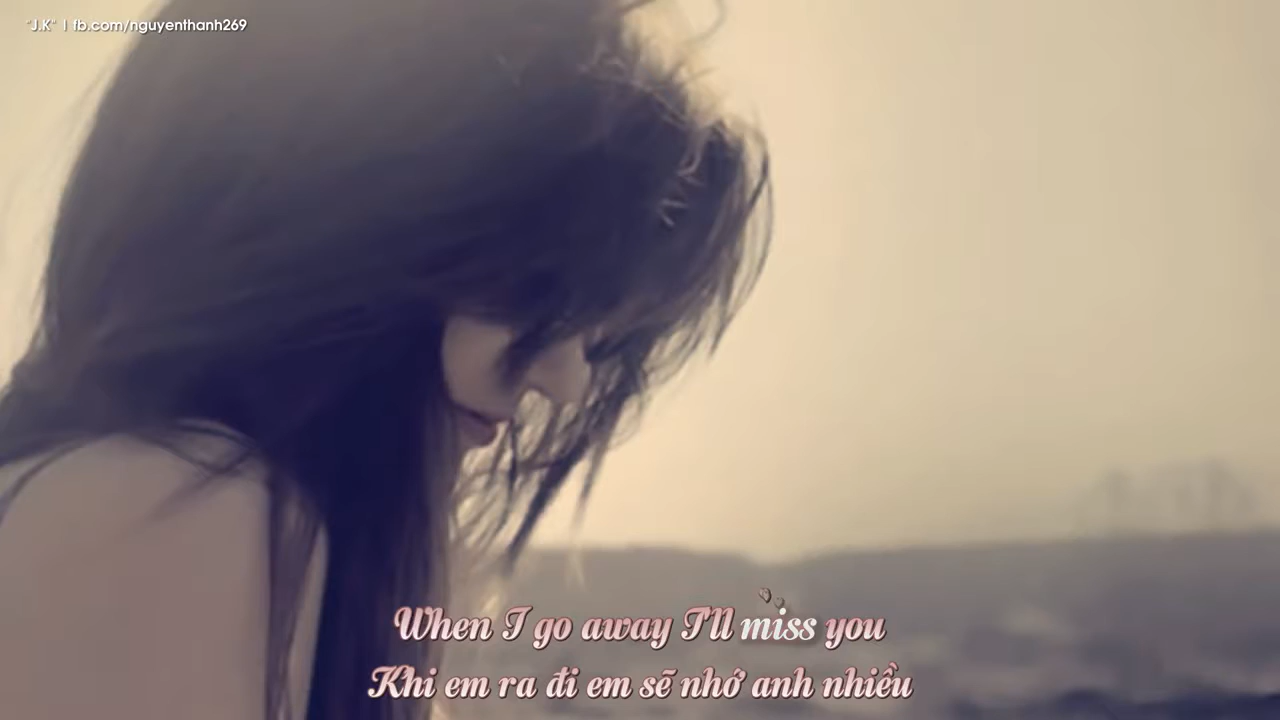 "J.K" | fb.com/nguyenthanh269
When I go away I'll miss you
Khi em ra đi em sẽ nhớ anh nhiều